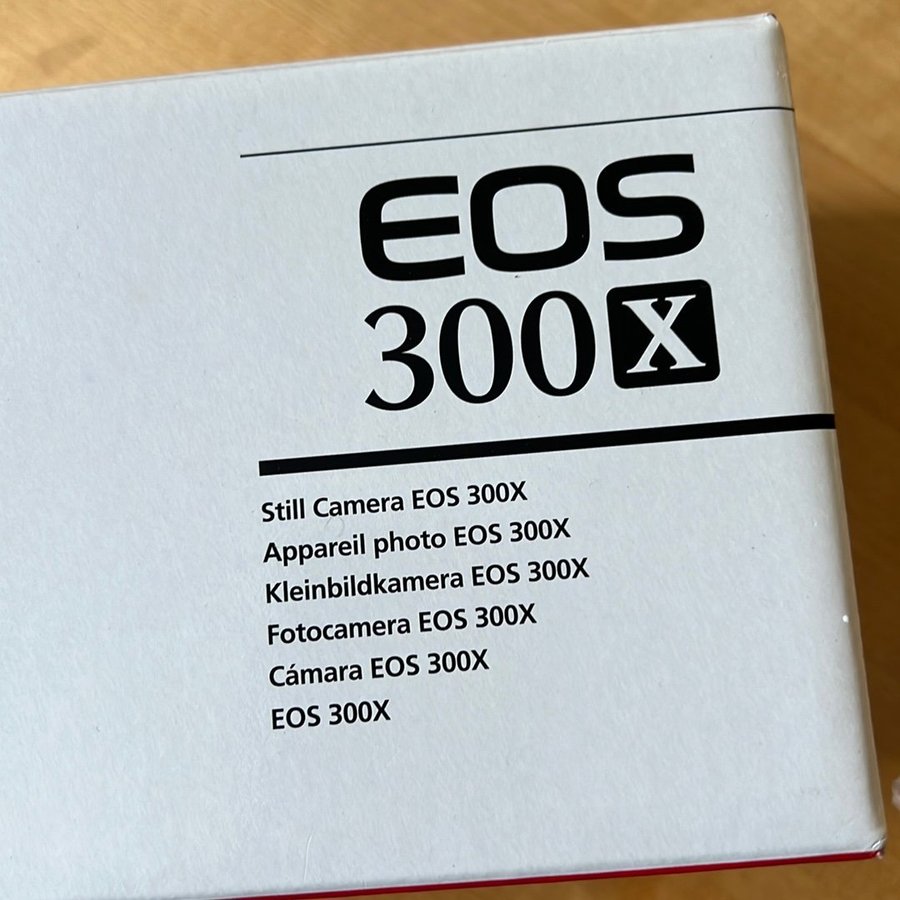 EOS
300X
Still Camera EOS 300X
Appareil photo EOS 300X
Kleinbildkamera EOS 300X
Fotocamera EOS 300X
Cámara EOS 300X
EOS 300X